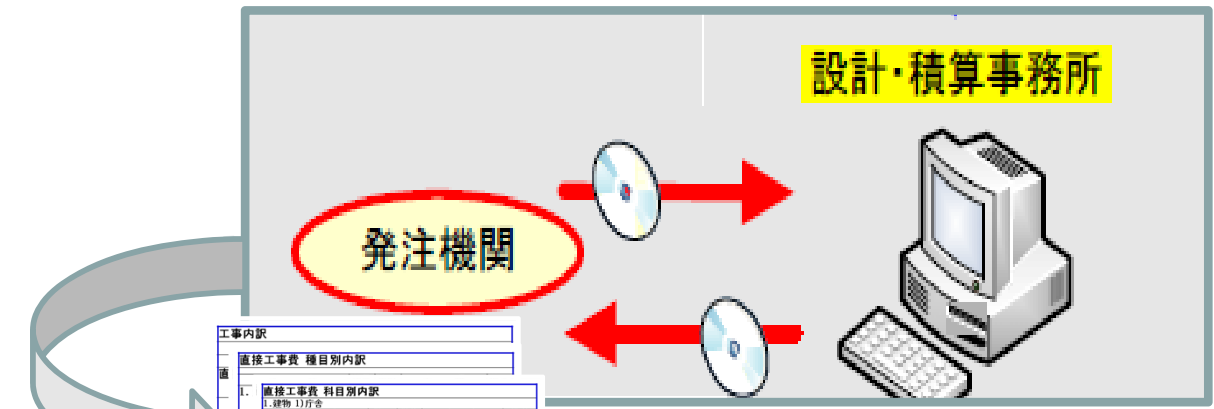 設計・積算事務所
発注機関
工事内訳
直接工事費 種目別内訳
直
1.
直接工事費 科目別内訳
1.建物 1)庁舎